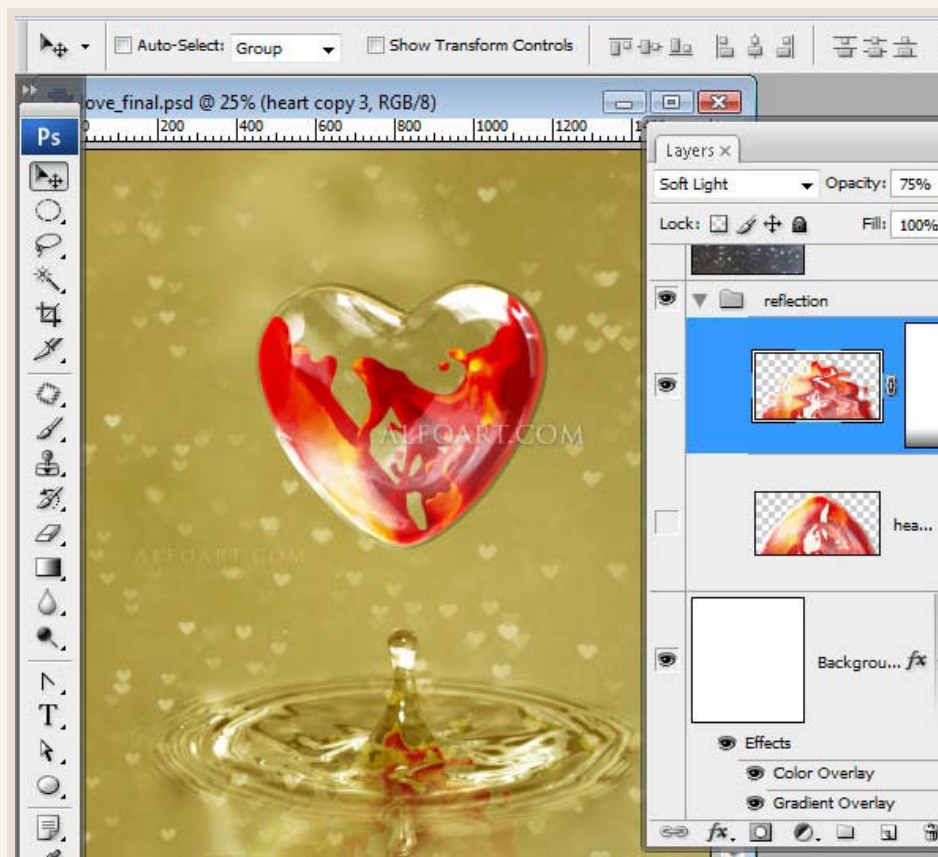 Auto-Select: Group Show Transform Controls
ove_final.psd @ 25% (heart copy 3, RGB/8)
200 400 600 800 1000 1200
Ps
Layers ×
Soft Light Opacity: 75%
Lock: Fill: 100%
reflection
hea...
Backgrou... fx
Effects
Color Overlay
Gradient Overlay
fx.
ALFOART.COM
ALFOART.COM
T